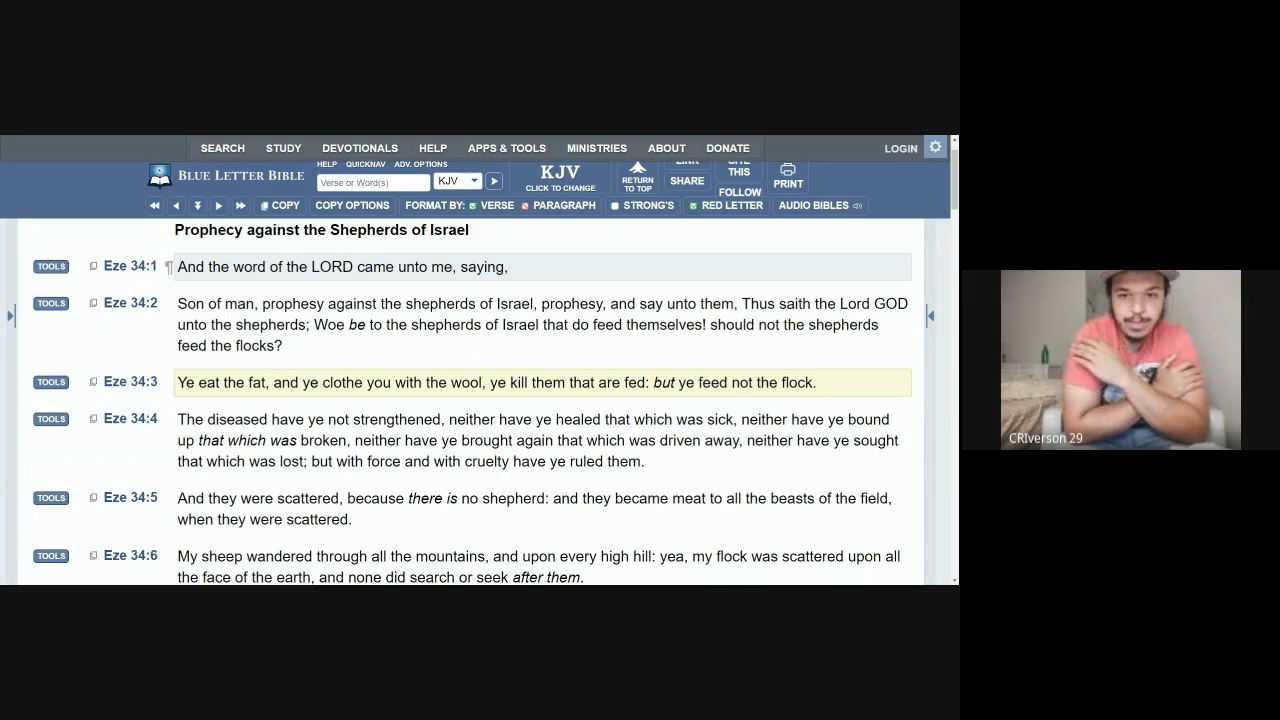 SEARCH STUDY DEVOTIONALS HELP APPS & TOOLS MINISTRIES ABOUT DONATE LOGIN
BLUE LETTER BIBLE
HELP QUICKNAV ADV. OPTIONS
Verse or Word(s) KJV
KJV
CLICK TO CHANGE
RETURN
TO TOP
LINK
SHARE
CITE
THIS
FOLLOW
PRINT
COPY COPY OPTIONS FORMAT BY: VERSE PARAGRAPH STRONG'S RED LETTER AUDIO BIBLES
Prophecy against the Shepherds of Israel
TOOLS Eze 34:1 ¶ And the word of the LORD came unto me, saying,
TOOLS Eze 34:2 Son of man, prophesy against the shepherds of Israel, prophesy, and say unto them, Thus saith the Lord GOD
unto the shepherds; Woe be to the shepherds of Israel that do feed themselves! should not the shepherds
feed the flocks?
TOOLS Eze 34:3 Ye eat the fat, and ye clothe you with the wool, ye kill them that are fed: but ye feed not the flock.
TOOLS Eze 34:4 The diseased have ye not strengthened, neither have ye healed that which was sick, neither have ye bound
up that which was broken, neither have ye brought again that which was driven away, neither have ye sought
that which was lost; but with force and with cruelty have ye ruled them.
TOOLS Eze 34:5 And they were scattered, because there is no shepherd: and they became meat to all the beasts of the field,
when they were scattered.
TOOLS Eze 34:6 My sheep wandered through all the mountains, and upon every high hill: yea, my flock was scattered upon all
the face of the earth, and none did search or seek after them.
CRIverson 29